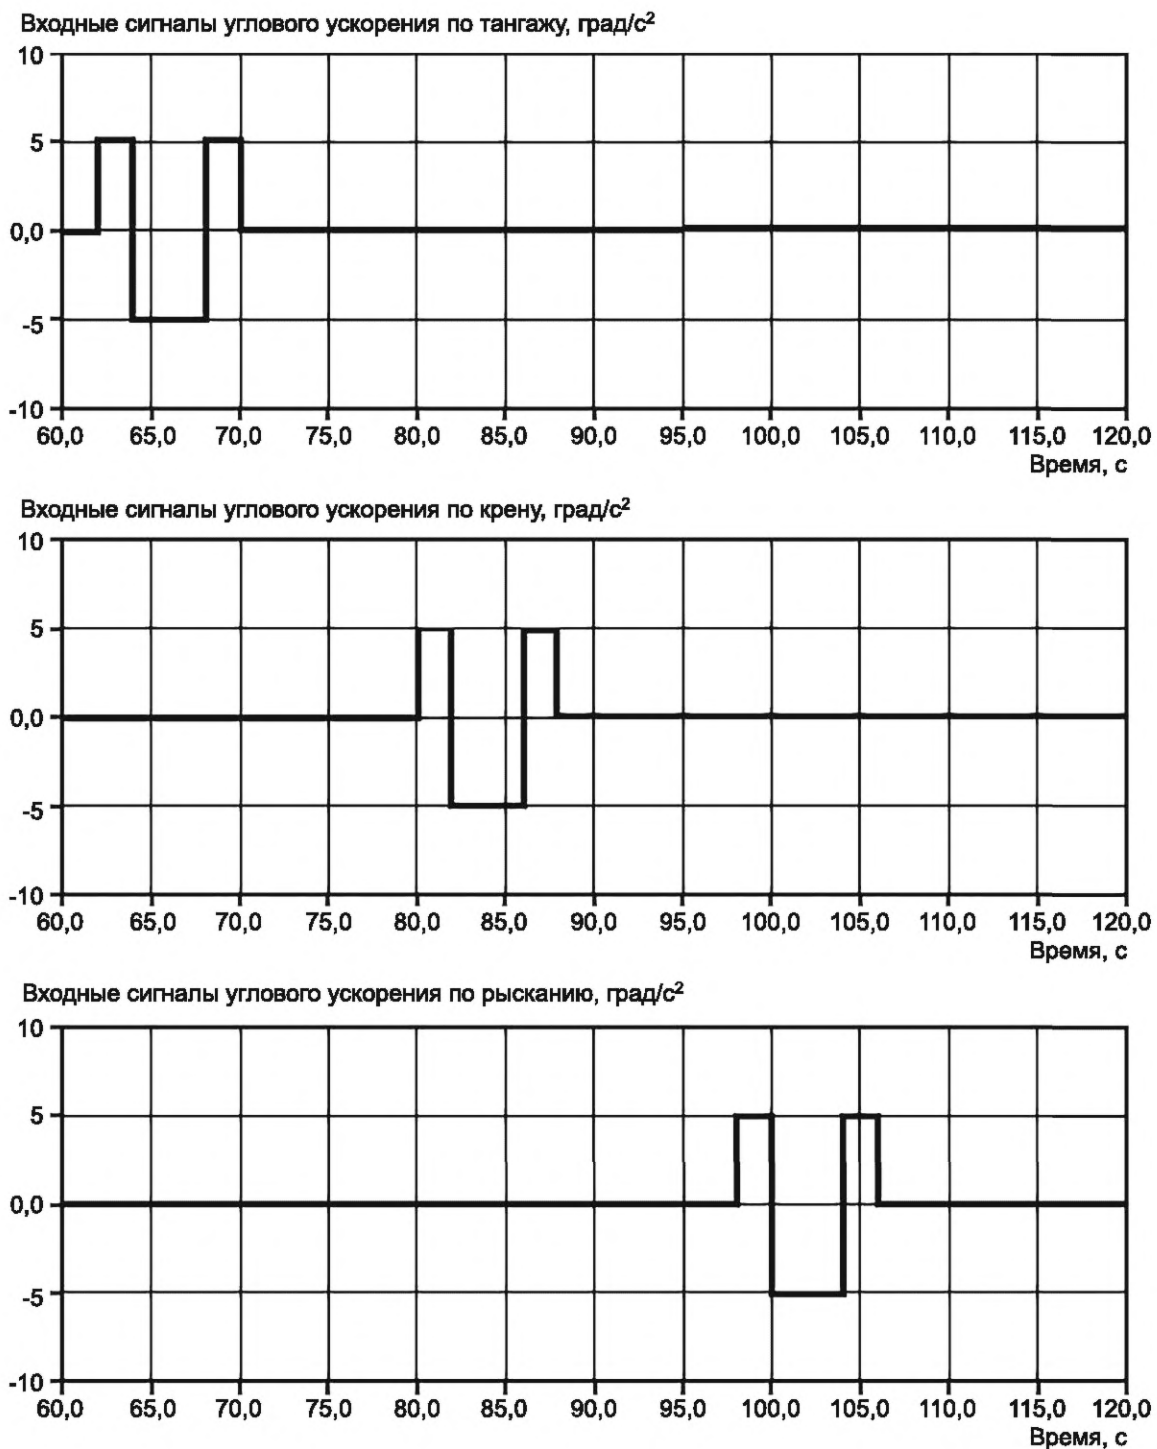 Входные сигналы углового ускорения по тангажу, град/с²
10
5
0,0
-5
-10
60,0 65,0 70,0 75,0 80,0 85,0 90,0 95,0 100,0 105,0 110,0 115,0 120,0
Время, с
Входные сигналы углового ускорения по крену, град/с²
10
5
0,0
-5
-10
60,0 65,0 70,0 75,0 80,0 85,0 90,0 95,0 100,0 105,0 110,0 115,0 120,0
Время, с
Входные сигналы углового ускорения по рысканию, град/с²
10
5
0,0
-5
-10
60,0 65,0 70,0 75,0 80,0 85,0 90,0 95,0 100,0 105,0 110,0 115,0 120,0
Время, с